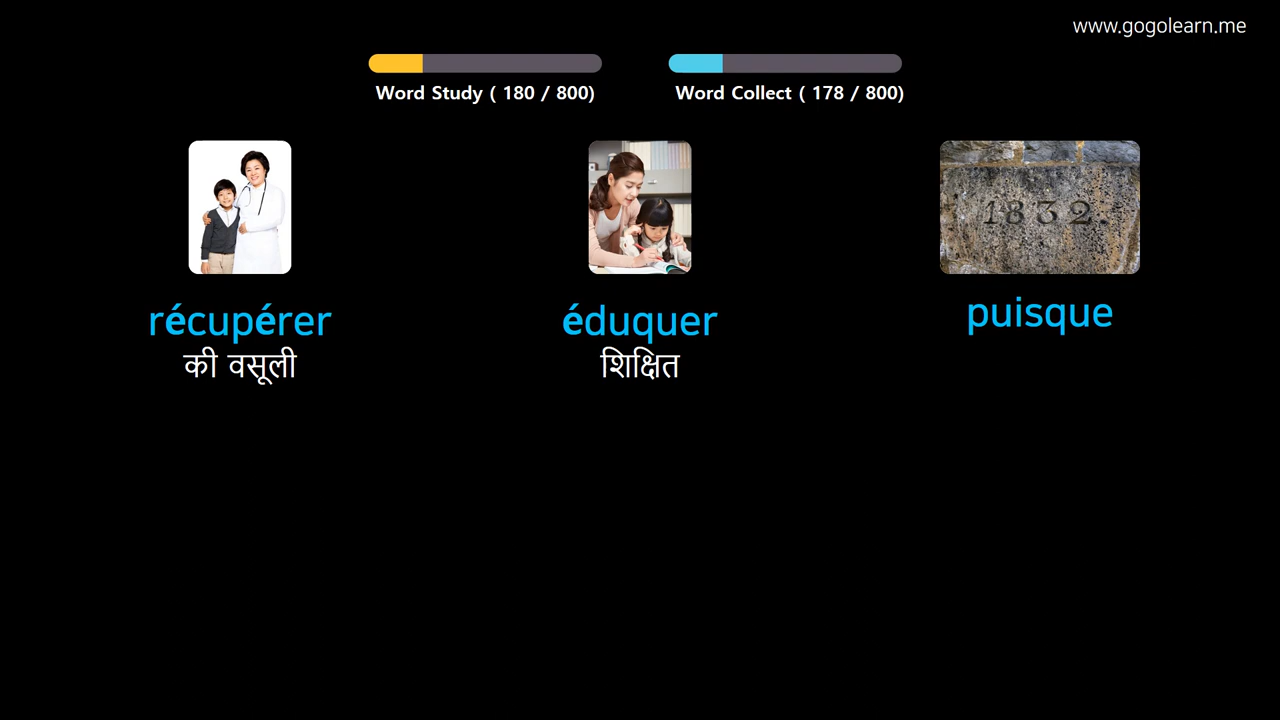 www.gogolearn.me
Word Study ( 180 / 800)
Word Collect ( 178 / 800)
1832.
récupérer
की वसूली
éduquer
शिक्षित
puisque